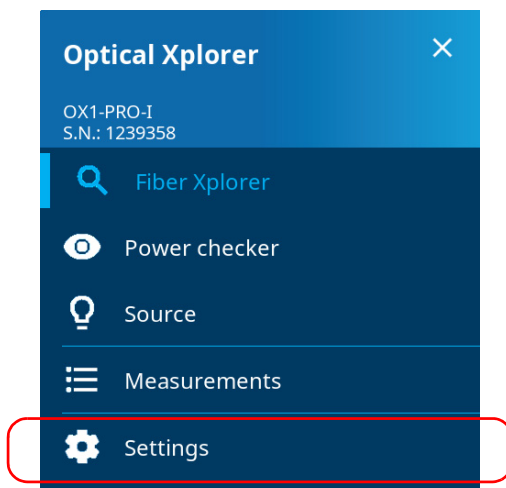 Optical Xplorer
OX1-PRO-I
S.N.: 1239358
Fiber Xplorer
Power checker
Source
Measurements
Settings